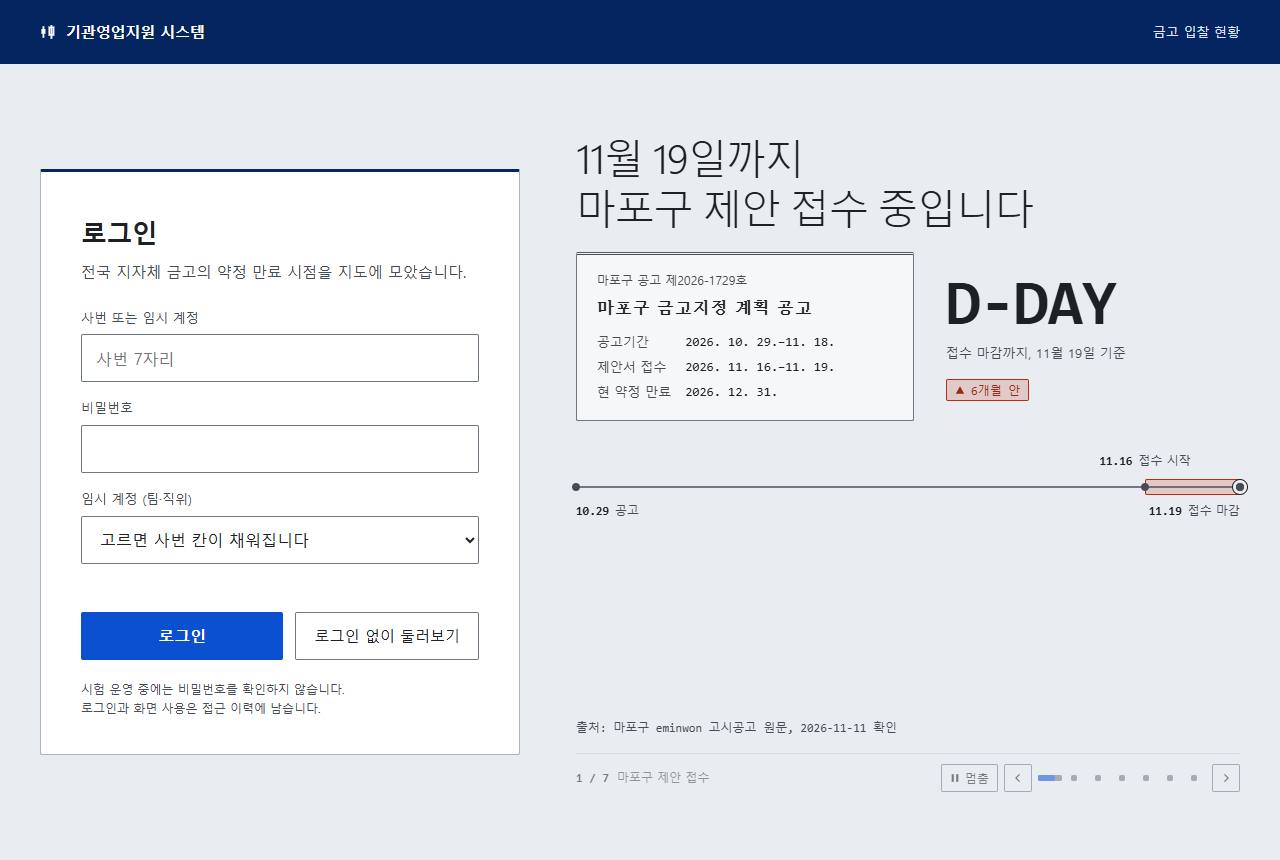 기관영업지원 시스템
금고 입찰 현황
로그인
전국 지자체 금고의 약정 만료 시점을 지도에 모았습니다.
사번 또는 임시 계정
사번 7자리
비밀번호
임시 계정 (팀·직위)
고르면 사번 칸이 채워집니다
로그인
로그인 없이 둘러보기
시험 운영 중에는 비밀번호를 확인하지 않습니다.
로그인과 화면 사용은 접근 이력에 남습니다.
11월 19일까지
마포구 제안 접수 중입니다
마포구 공고 제2026-1729호
마포구 금고지정 계획 공고
공고기간 2026. 10. 29.–11. 18.
제안서 접수 2026. 11. 16.–11. 19.
현 약정 만료 2026. 12. 31.
D-DAY
접수 마감까지, 11월 19일 기준
▲ 6개월 안
11.16 접수 시작
10.29 공고
11.19 접수 마감
출처: 마포구 eminwon 고시공고 원문, 2026-11-11 확인
1 / 7 마포구 제안 접수
멈춤